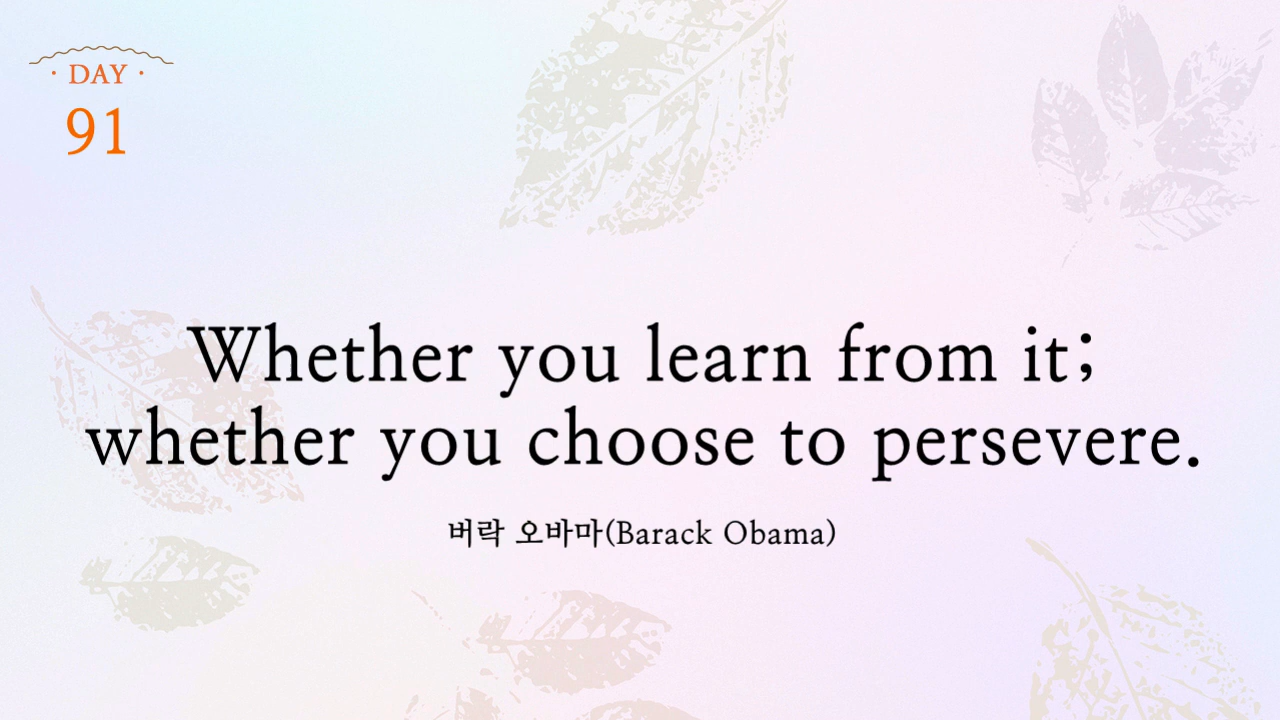 · DAY ·
91
Whether you learn from it;
whether you choose to persevere.
버락 오바마(Barack Obama)